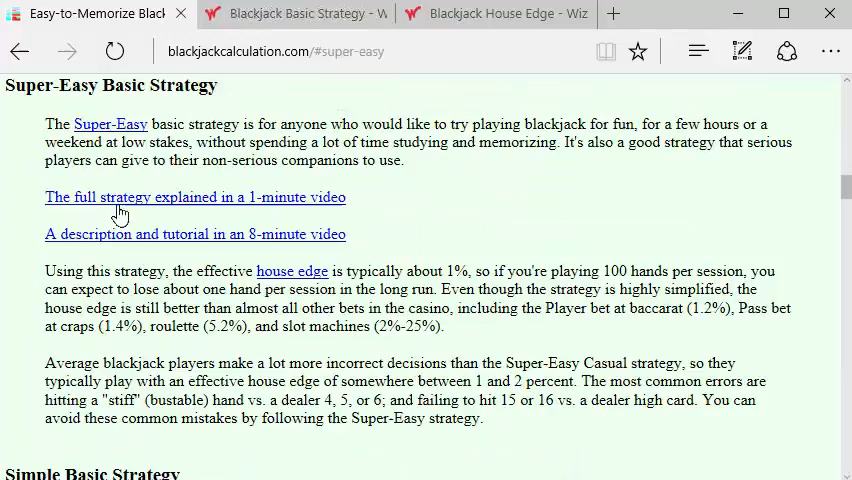 Easy-to-Memorize Black
Blackjack Basic Strategy - W
Blackjack House Edge - Wiz
blackjackcalculation.com/#super-easy
Super-Easy Basic Strategy
The Super-Easy basic strategy is for anyone who would like to try playing blackjack for fun, for a few hours or a
weekend at low stakes, without spending a lot of time studying and memorizing. It's also a good strategy that serious
players can give to their non-serious companions to use.
The full strategy explained in a 1-minute video
A description and tutorial in an 8-minute video
Using this strategy, the effective house edge is typically about 1%, so if you're playing 100 hands per session, you
can expect to lose about one hand per session in the long run. Even though the strategy is highly simplified, the
house edge is still better than almost all other bets in the casino, including the Player bet at baccarat (1.2%), Pass bet
at craps (1.4%), roulette (5.2%), and slot machines (2%-25%).
Average blackjack players make a lot more incorrect decisions than the Super-Easy Casual strategy, so they
typically play with an effective house edge of somewhere between 1 and 2 percent. The most common errors are
hitting a "stiff" (bustable) hand vs. a dealer 4, 5, or 6; and failing to hit 15 or 16 vs. a dealer high card. You can
avoid these common mistakes by following the Super-Easy strategy.
Simple Basic Strategy